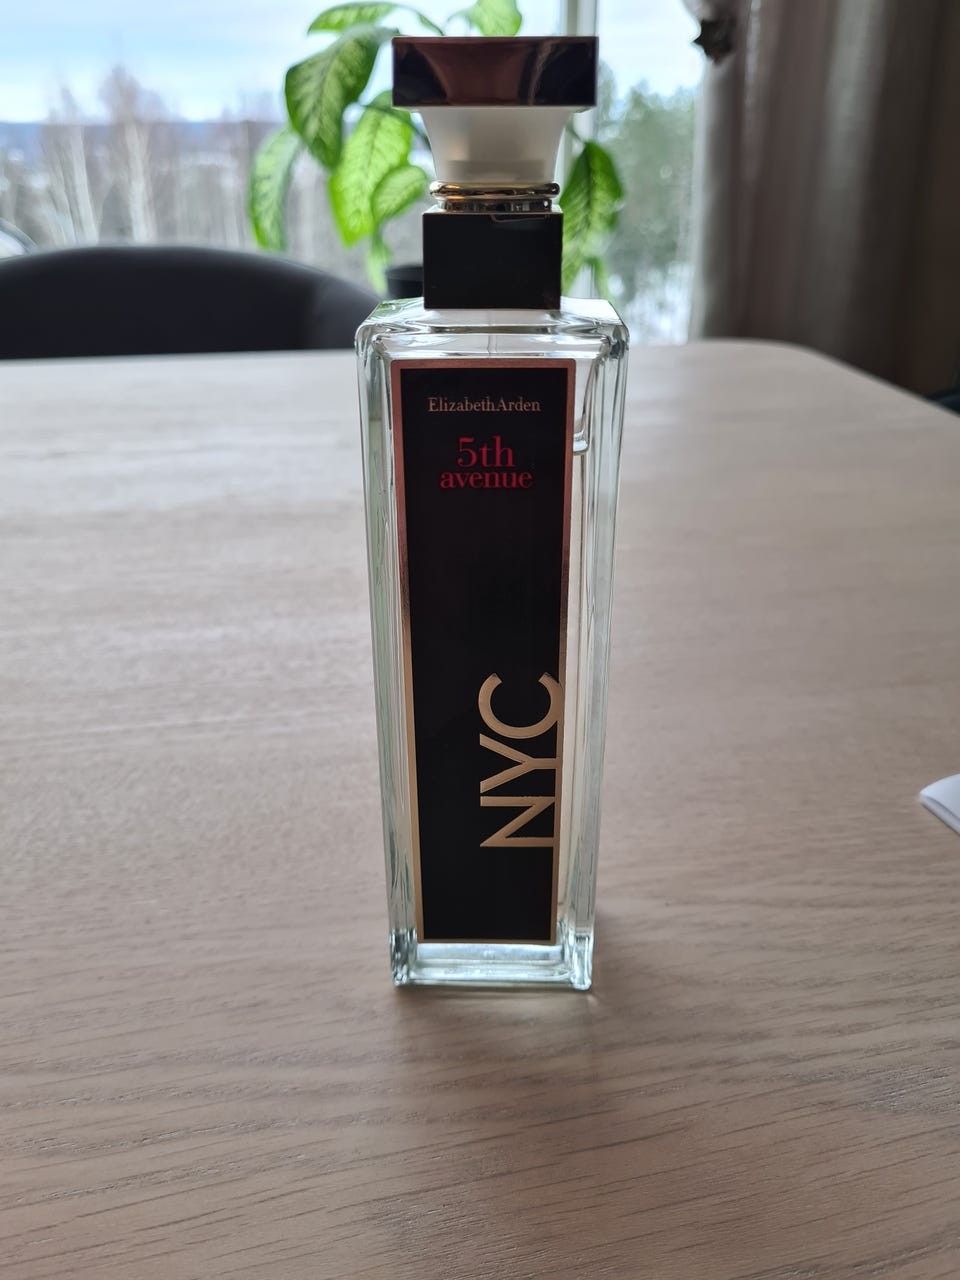 ElizabethArden
5th
avenue
NYC